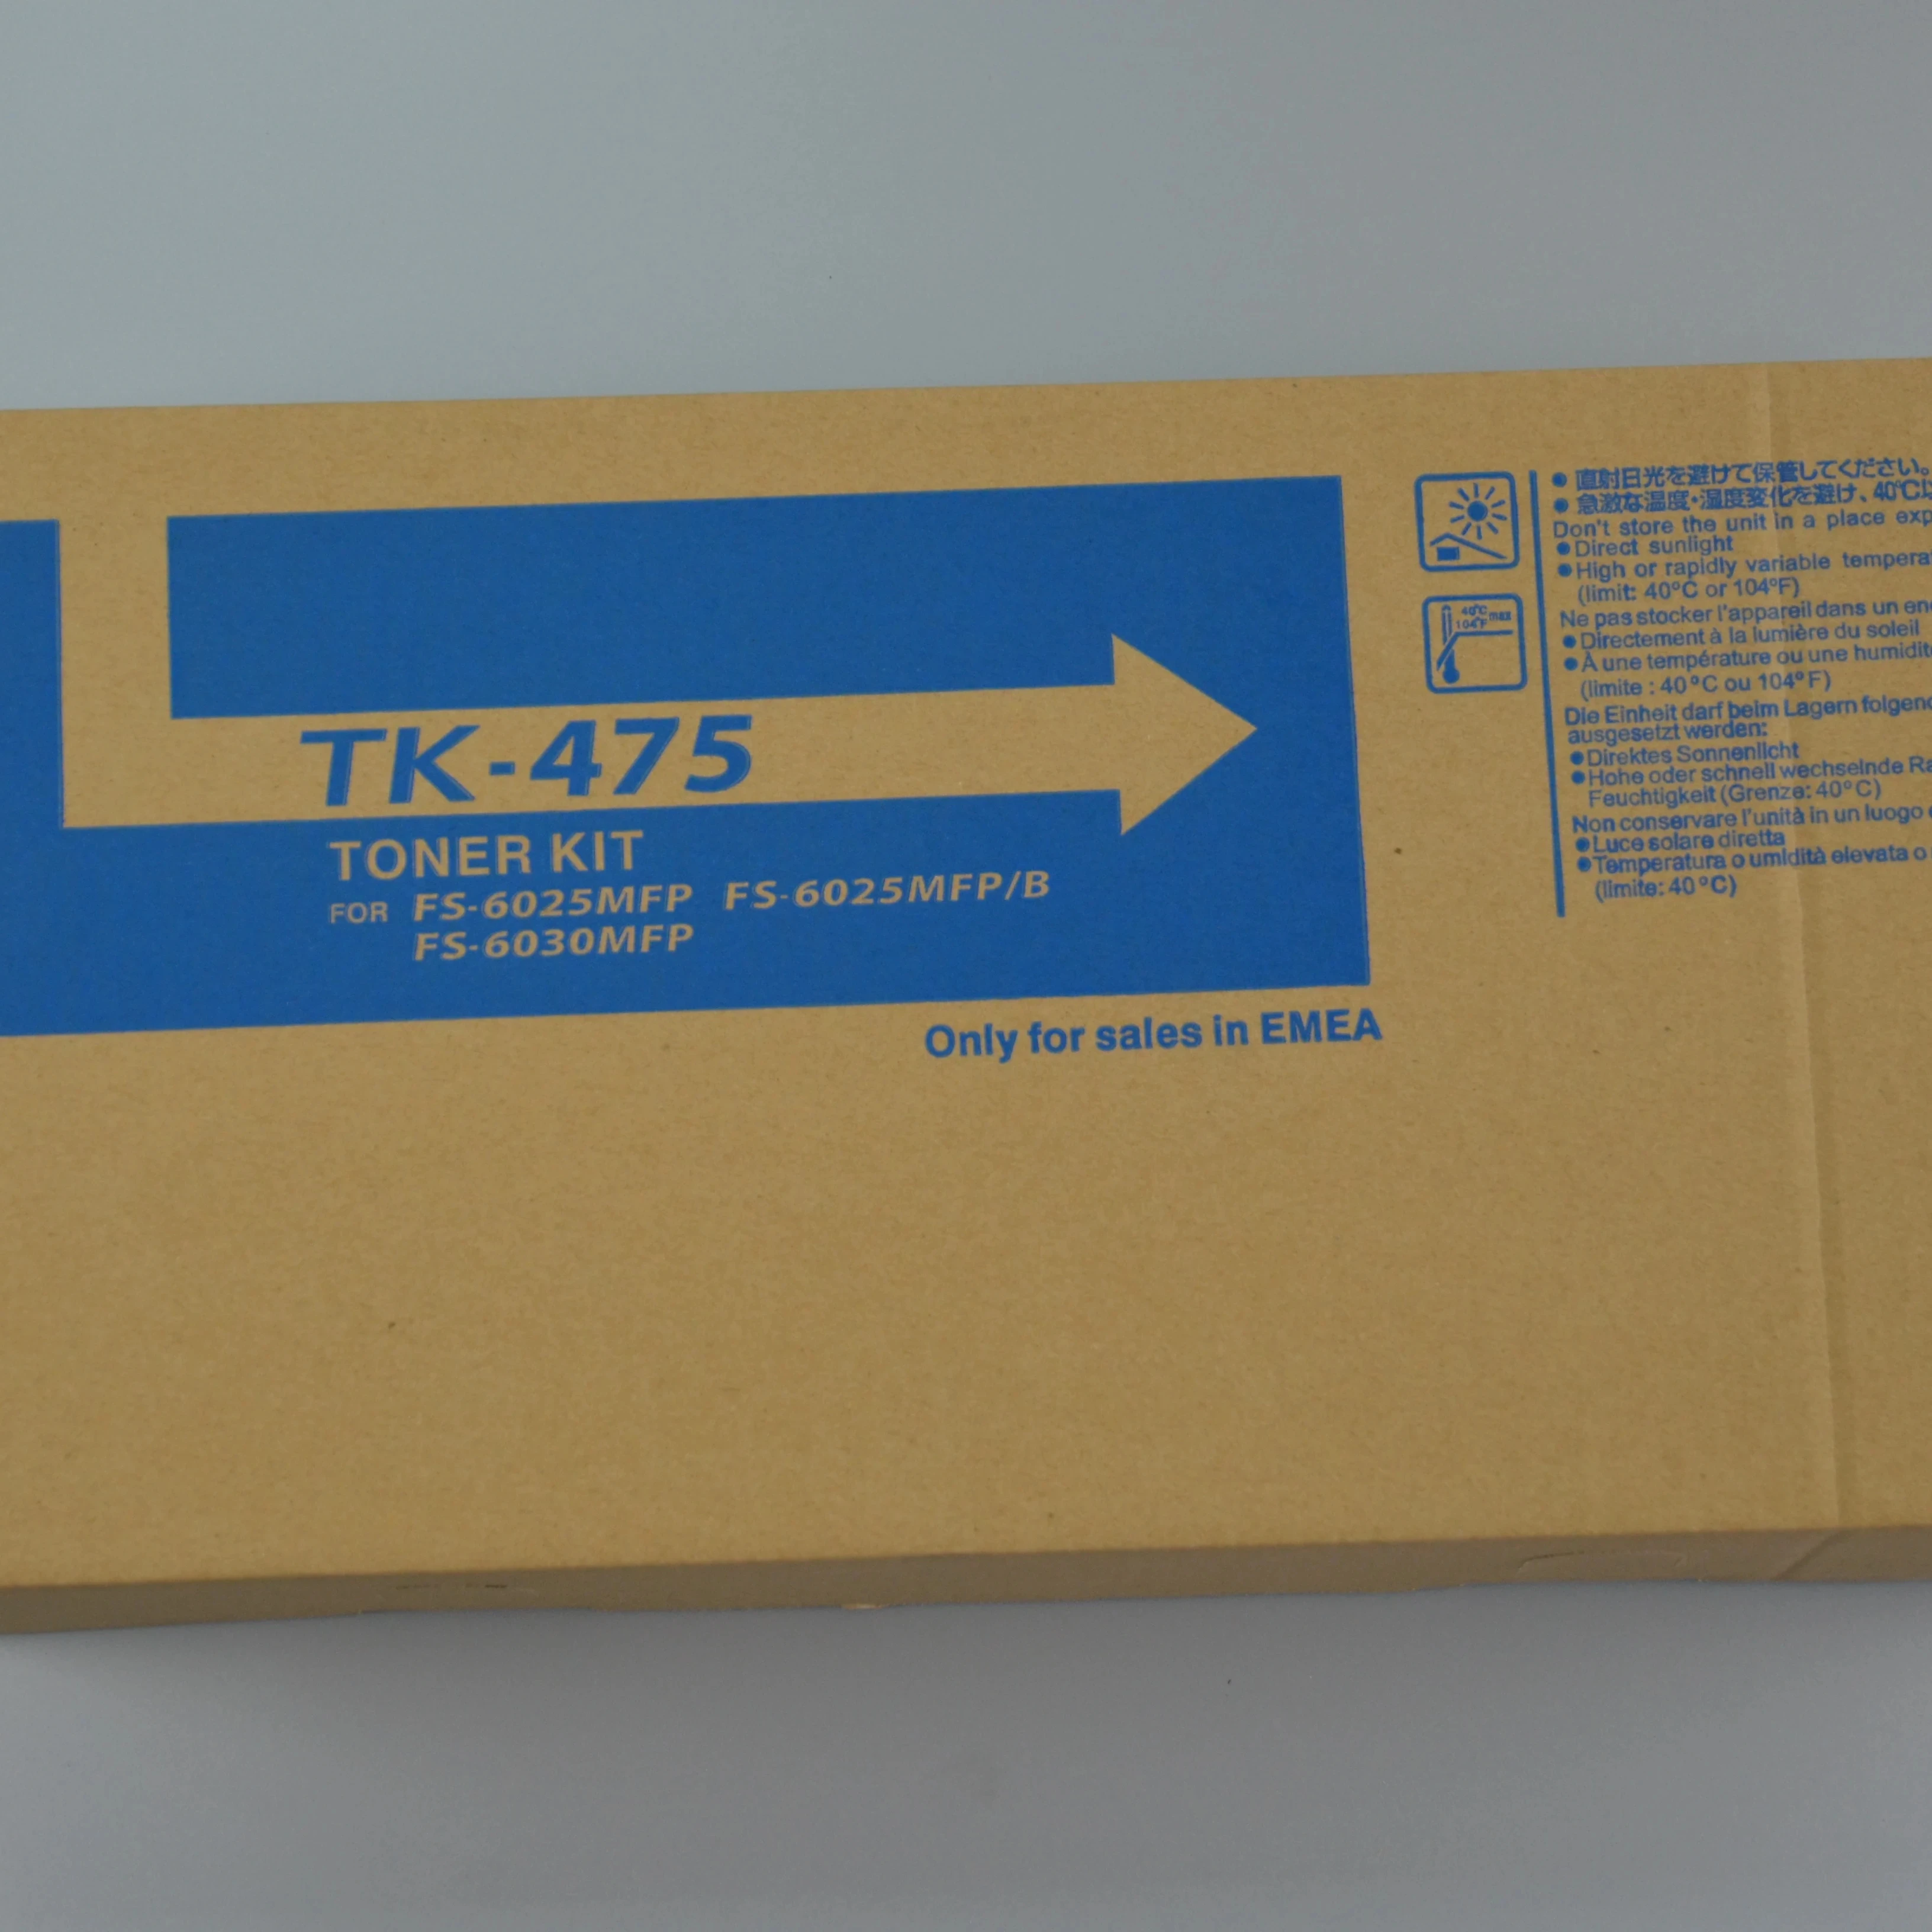 TK-475
TONER KIT
FOR FS-6025MFP FS-6025MFP/B
FS-6030MFP
Only for sales in EMEA
40°C
104°F max
● 直射日光を避けて保管してください。
● 急激な温度・湿度変化を避け、40℃
Don't store the unit in a place
● Direct sunlight
● High or rapidly variable
(limit: 40°C or 104°F)
Ne pas stocker l'appareil dans un
● Directement à la lumière du soleil
● À une température ou une
(limite : 40°C ou 104°F)
Die Einheit darf beim Lagern
ausgesetzt werden:
● Direktes Sonnenlicht
● Hohe oder schnell wechselnde
Feuchtigkeit (Grenze: 40°C)
Non conservare l'unità in un luogo
● Luce solare diretta
● Temperatura o umidità elevata o
(limite: 40°C)